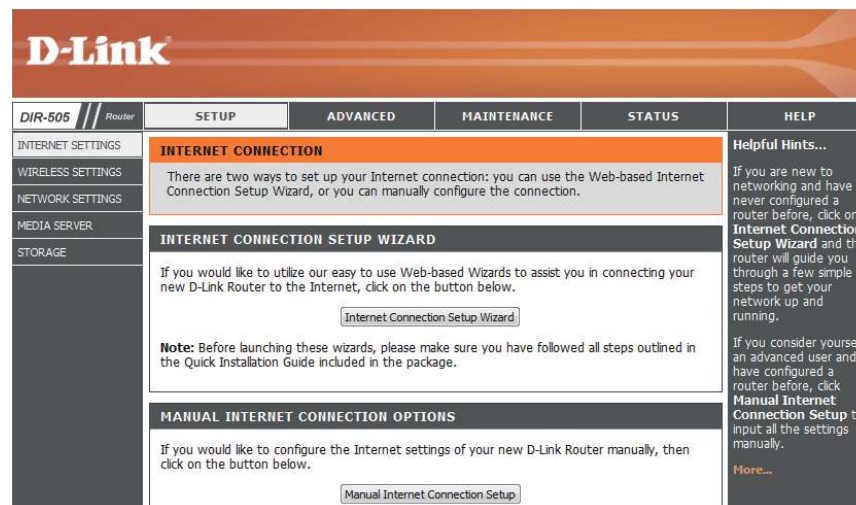 D-Link
DIR-505 // Router
SETUP
ADVANCED
MAINTENANCE
STATUS
HELP
INTERNET SETTINGS
WIRELESS SETTINGS
NETWORK SETTINGS
MEDIA SERVER
STORAGE
INTERNET CONNECTION
There are two ways to set up your Internet connection: you can use the Web-based Internet
Connection Setup Wizard, or you can manually configure the connection.
INTERNET CONNECTION SETUP WIZARD
If you would like to utilize our easy to use Web-based Wizards to assist you in connecting your
new D-Link Router to the Internet, click on the button below.
Internet Connection Setup Wizard
Note: Before launching these wizards, please make sure you have followed all steps outlined in
the Quick Installation Guide included in the package.
MANUAL INTERNET CONNECTION OPTIONS
If you would like to configure the Internet settings of your new D-Link Router manually, then
click on the button below.
Manual Internet Connection Setup
Helpful Hints...
If you are new to
networking and have
never configured a
router before, click on
Internet Connection
Setup Wizard and th
router will guide you
through a few simple
steps to get your
network up and
running.
If you consider yourse
an advanced user and
have configured a
router before, click
Manual Internet
Connection Setup t
input all the settings
manually.
More...